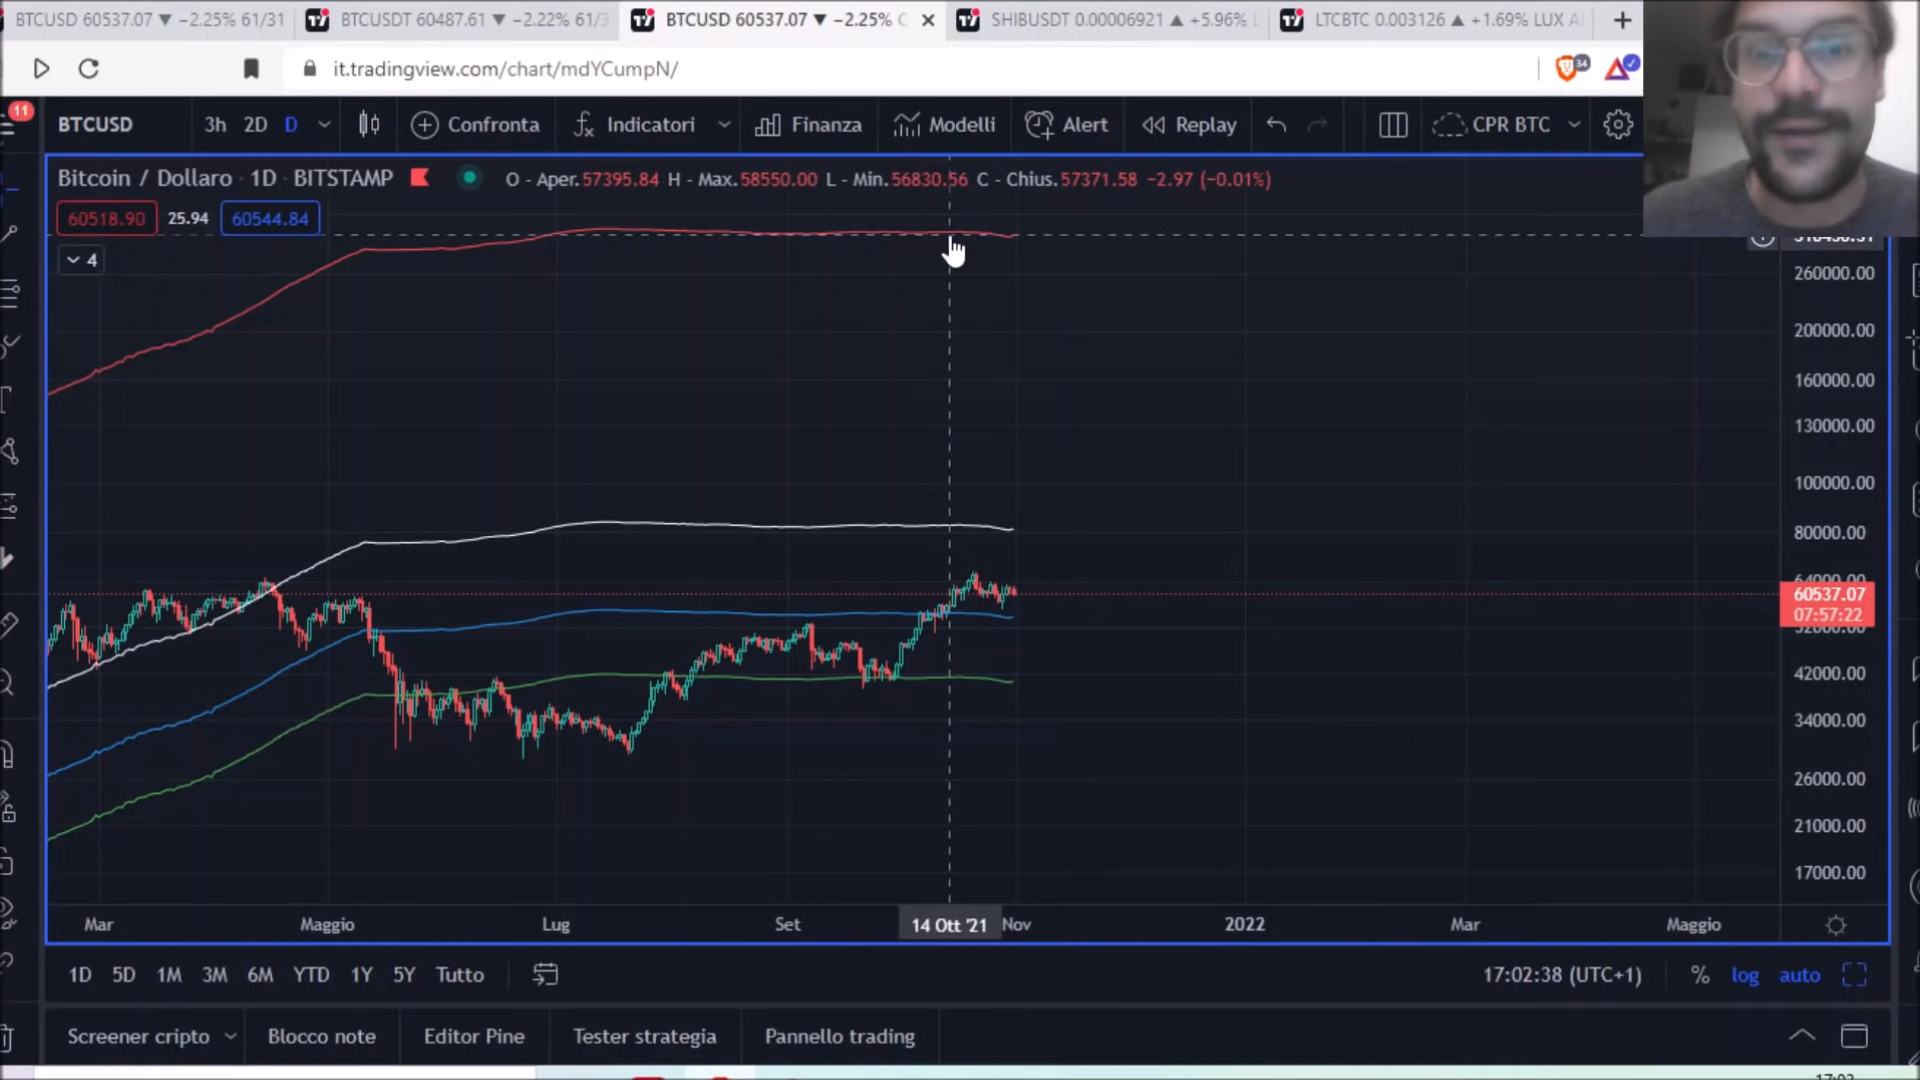 BTCUSD 60537.07 ▼ −2.25% 61/31
BTCUSDT 60487.61 ▼ −2.22% 61/3
BTCUSD 60537.07 ▼ −2.25%
SHIBUSDT 0.00006921 ▲ +5.96%
LTCBTC 0.003126 ▲ +1.69% LUX
it.tradingview.com/chart/mdYCumpN/
34
11
BTCUSD 3h 2D D Confronta Indicatori Finanza Modelli Alert Replay CPR BTC
Bitcoin / Dollaro · 1D · BITSTAMP O - Aper.57395.84 H - Max.58550.00 L - Min.56830.56 C - Chius.57371.58 −2.97 (−0.01%)
60518.90 25.94 60544.84
4
260000.00
200000.00
160000.00
130000.00
100000.00
80000.00
64000.00
60537.07
07:57:22
52000.00
42000.00
34000.00
26000.00
21000.00
17000.00
Mar Maggio Lug Set 14 Ott '21 Nov 2022 Mar Maggio
1D 5D 1M 3M 6M YTD 1Y 5Y Tutto 17:02:38 (UTC+1) % log auto
Screener cripto Blocco note Editor Pine Tester strategia Pannello trading